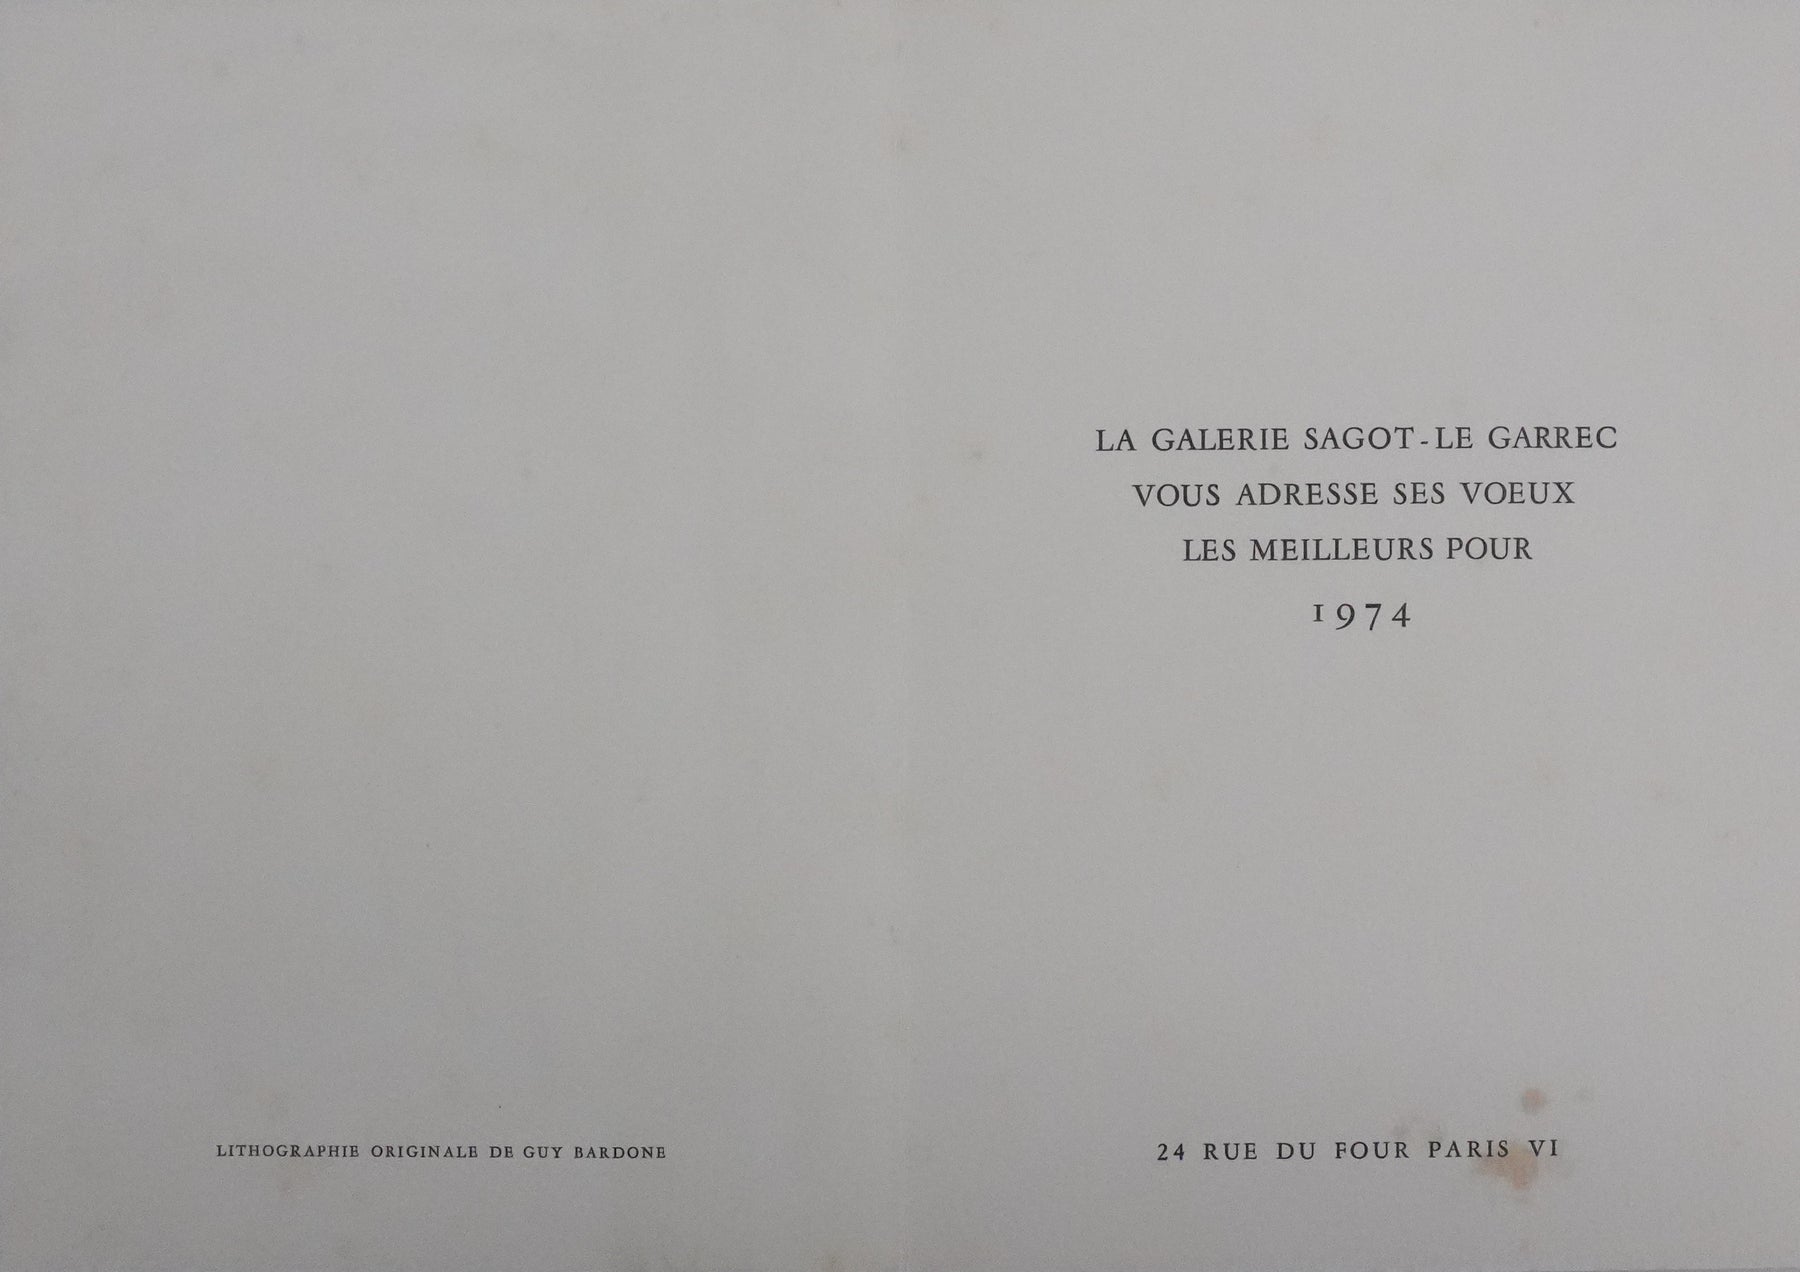 LITHOGRAPHIE ORIGINALE DE GUY BARDONE
LA GALERIE SAGOT-LE GARREC
VOUS ADRESSE SES VOEUX
LES MEILLEURS POUR
1974
24 RUE DU FOUR PARIS VI